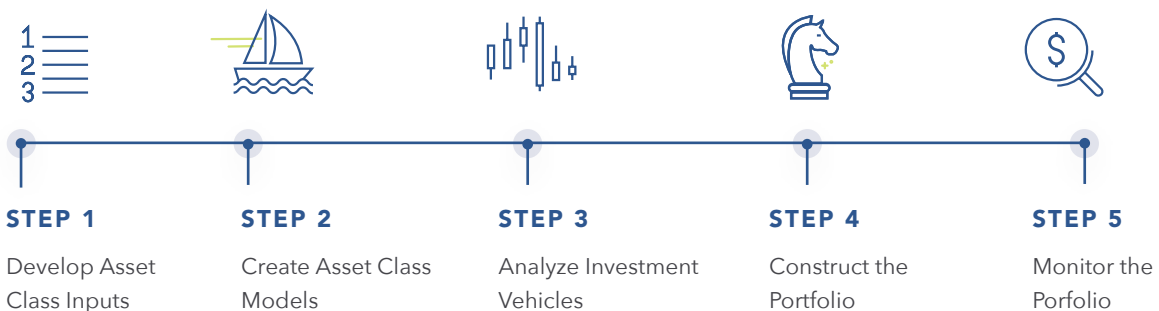 1
2
3
$
STEP 1
Develop Asset
Class Inputs
STEP 2
Create Asset Class
Models
STEP 3
Analyze Investment
Vehicles
STEP 4
Construct the
Portfolio
STEP 5
Monitor the
Porfolio